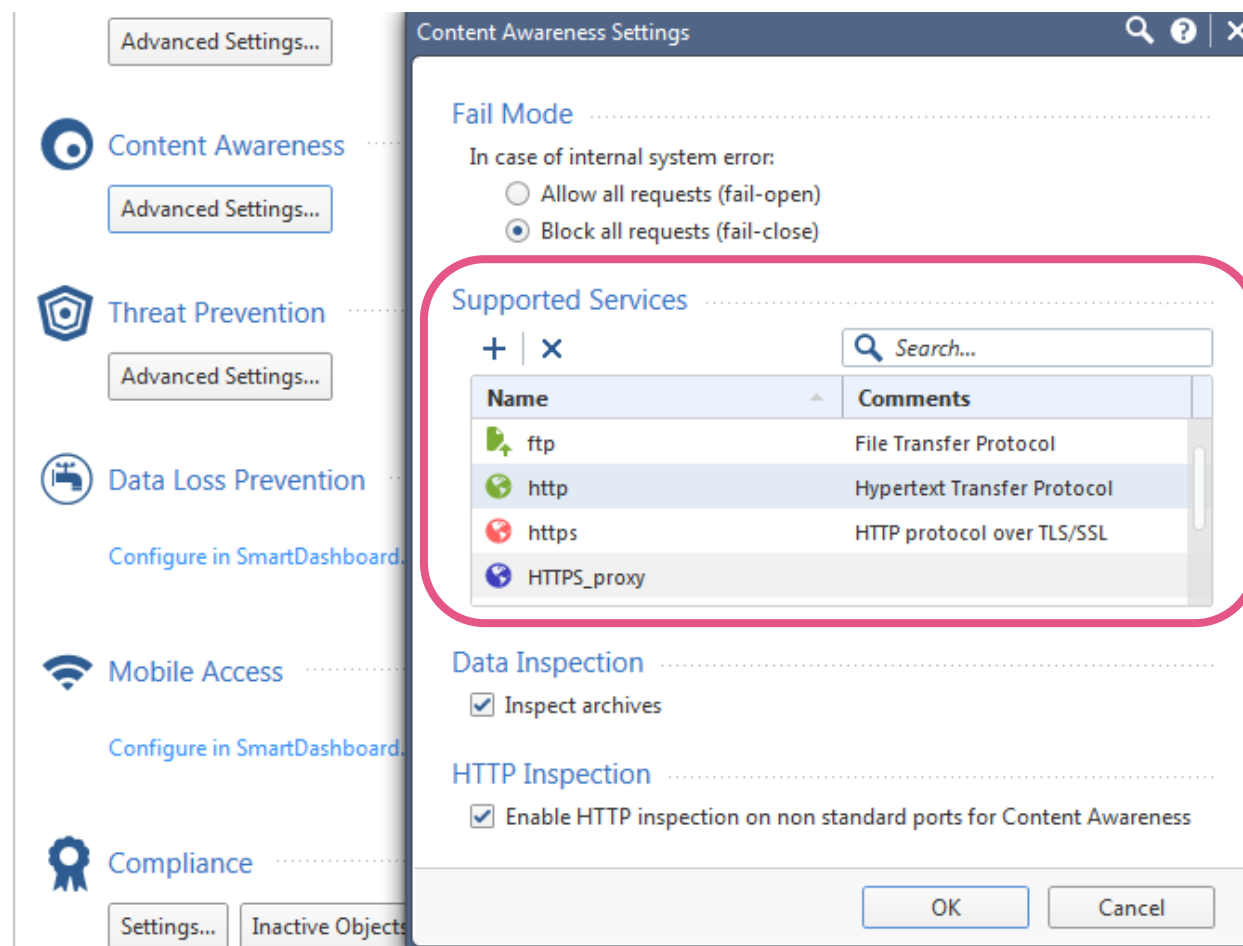 Advanced Settings...
Content Awareness
Advanced Settings...
Threat Prevention
Advanced Settings...
Data Loss Prevention
Configure in SmartDashboard.
Mobile Access
Configure in SmartDashboard.
Compliance
Settings... Inactive Objects
Content Awareness Settings
Fail Mode
In case of internal system error:
Allow all requests (fail-open)
Block all requests (fail-close)
Supported Services
Search...
Name Comments
ftp File Transfer Protocol
http Hypertext Transfer Protocol
https HTTP protocol over TLS/SSL
HTTPS_proxy
Data Inspection
Inspect archives
HTTP Inspection
Enable HTTP inspection on non standard ports for Content Awareness
OK Cancel